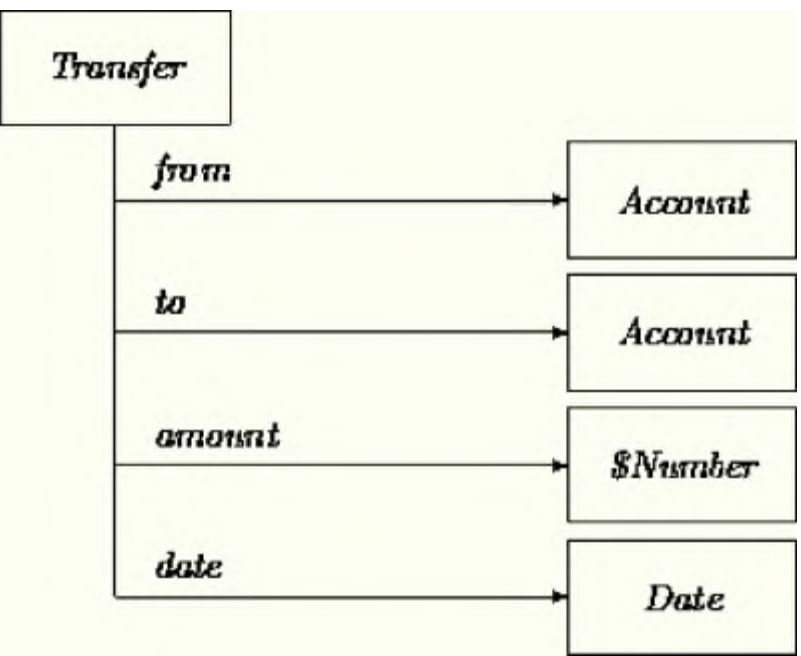 Transfer
from
Account
to
Account
amount
$Number
date
Date